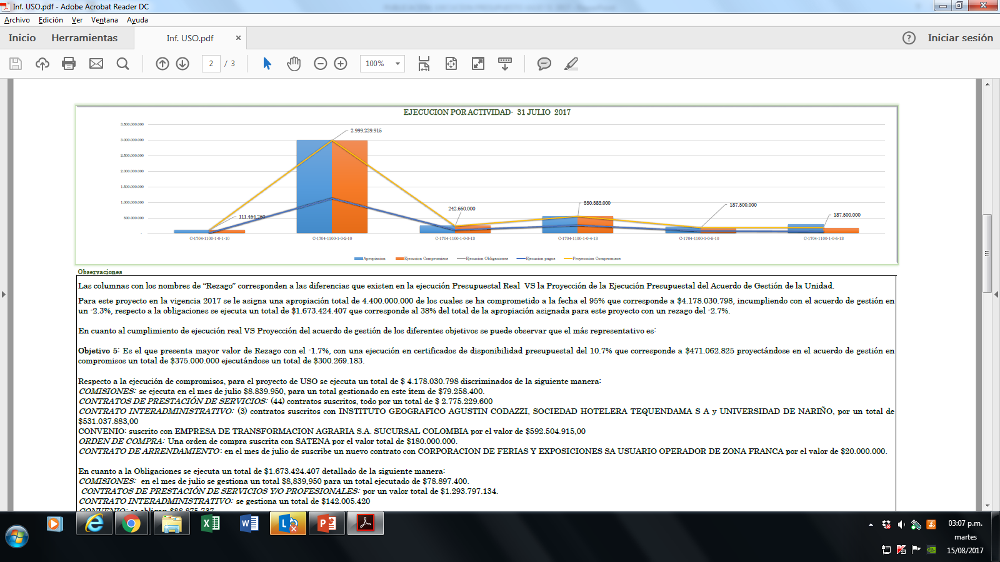 Inf. USO.pdf - Adobe Acrobat Reader DC
Archivo Edición Ver Ventana Ayuda
Inicio Herramientas Inf. USO.pdf × ? Iniciar sesión
2 / 3 100%
EJECUCION POR ACTIVIDAD- 31 JULIO 2017
3.500.000.000
2.999.229.915
3.000.000.000
2.500.000.000
2.000.000.000
1.500.000.000
1.000.000.000
500.000.000
-
111.464.260
242.660.000
550.583.000
187.500.000
187.500.000
C-1704-1100-1-0-1-10 C-1704-1100-1-0-2-10 C-1704-1100-1-0-3-13 C-1704-1100-1-0-4-13 C-1704-1100-1-0-5-10 C-1704-1100-1-0-5-13
Apropiacion Ejecucion Compromisos Ejecucion Obligaciones Ejecucion pagos Proyeccion Compromisos
Observaciones
Las columnas con los nombres de “Rezago” corresponden a las diferencias que existen en la ejecución Presupuestal Real VS la Proyección de la Ejecución Presupuestal del Acuerdo de Gestión de la Unidad.
Para este proyecto en la vigencia 2017 se le asigna una apropiación total de 4.400.000.000 de los cuales se ha comprometido a la fecha el 95% que corresponde a $4.178.030.798, incumpliendo con el acuerdo de gestión en
un -2.3%, respecto a la obligaciones se ejecuta un total de $1.673.424.407 que corresponde al 38% del total de la apropiación asignada para este proyecto con un rezago del -2.7%.
En cuanto al cumplimiento de ejecución real VS Proyección del acuerdo de gestión de los diferentes objetivos se puede observar que el más representativo es:
Objetivo 5: Es el que presenta mayor valor de Rezago con el -1.7%, con una ejecución en certificados de disponibilidad presupuestal del 10.7% que corresponde a $471.062.825 proyectándose en el acuerdo de gestión en
compromisos un total de $375.000.000 ejecutándose un total de $300.269.183.
Respecto a la ejecución de compromisos, para el proyecto de USO se ejecuta un total de $ 4.178.030.798 discriminados de la siguiente manera:
COMISIONES: se ejecuta en el mes de julio $8.839.950, para un total gestionado en este ítem de $79.258.400.
CONTRATOS DE PRESTACIÓN DE SERVICIOS: (44) contratos suscritos, todo por un total de $ 2.775.229.600
CONTRATO INTERADMINISTRATIVO: (3) contratos suscritos con INSTITUTO GEOGRAFICO AGUSTIN CODAZZI, SOCIEDAD HOTELERA TEQUENDAMA S A y UNIVERSIDAD DE NARIÑO, por un total de
$531.037.883,00
CONVENIO: suscrito con EMPRESA DE TRANSFORMACION AGRARIA S.A. SUCURSAL COLOMBIA por el valor de $592.504.915,00
ORDEN DE COMPRA: Una orden de compra suscrita con SATENA por el valor total de $180.000.000.
CONTRATO DE ARRENDAMIENTO: en el mes de julio de suscribe un nuevo contrato con CORPORACION DE FERIAS Y EXPOSICIONES SA USUARIO OPERADOR DE ZONA FRANCA por el valor de $20.000.000.
En cuanto a la Obligaciones se ejecuta un total de $1.673.424.407 detallado de la siguiente manera:
COMISIONES: en el mes de julio se gestiona un total $8,839,950 para un total ejecutado de $78.897.400.
CONTRATOS DE PRESTACIÓN DE SERVICIOS Y/O PROFESIONALES: por un valor total de $1.293.797.134.
CONTRATO INTERADMINISTRATIVO: se gestiona un total de $142.005.420
CONVENIO: se obligan $88.875.737
03:07 p.m.
martes
15/08/2017